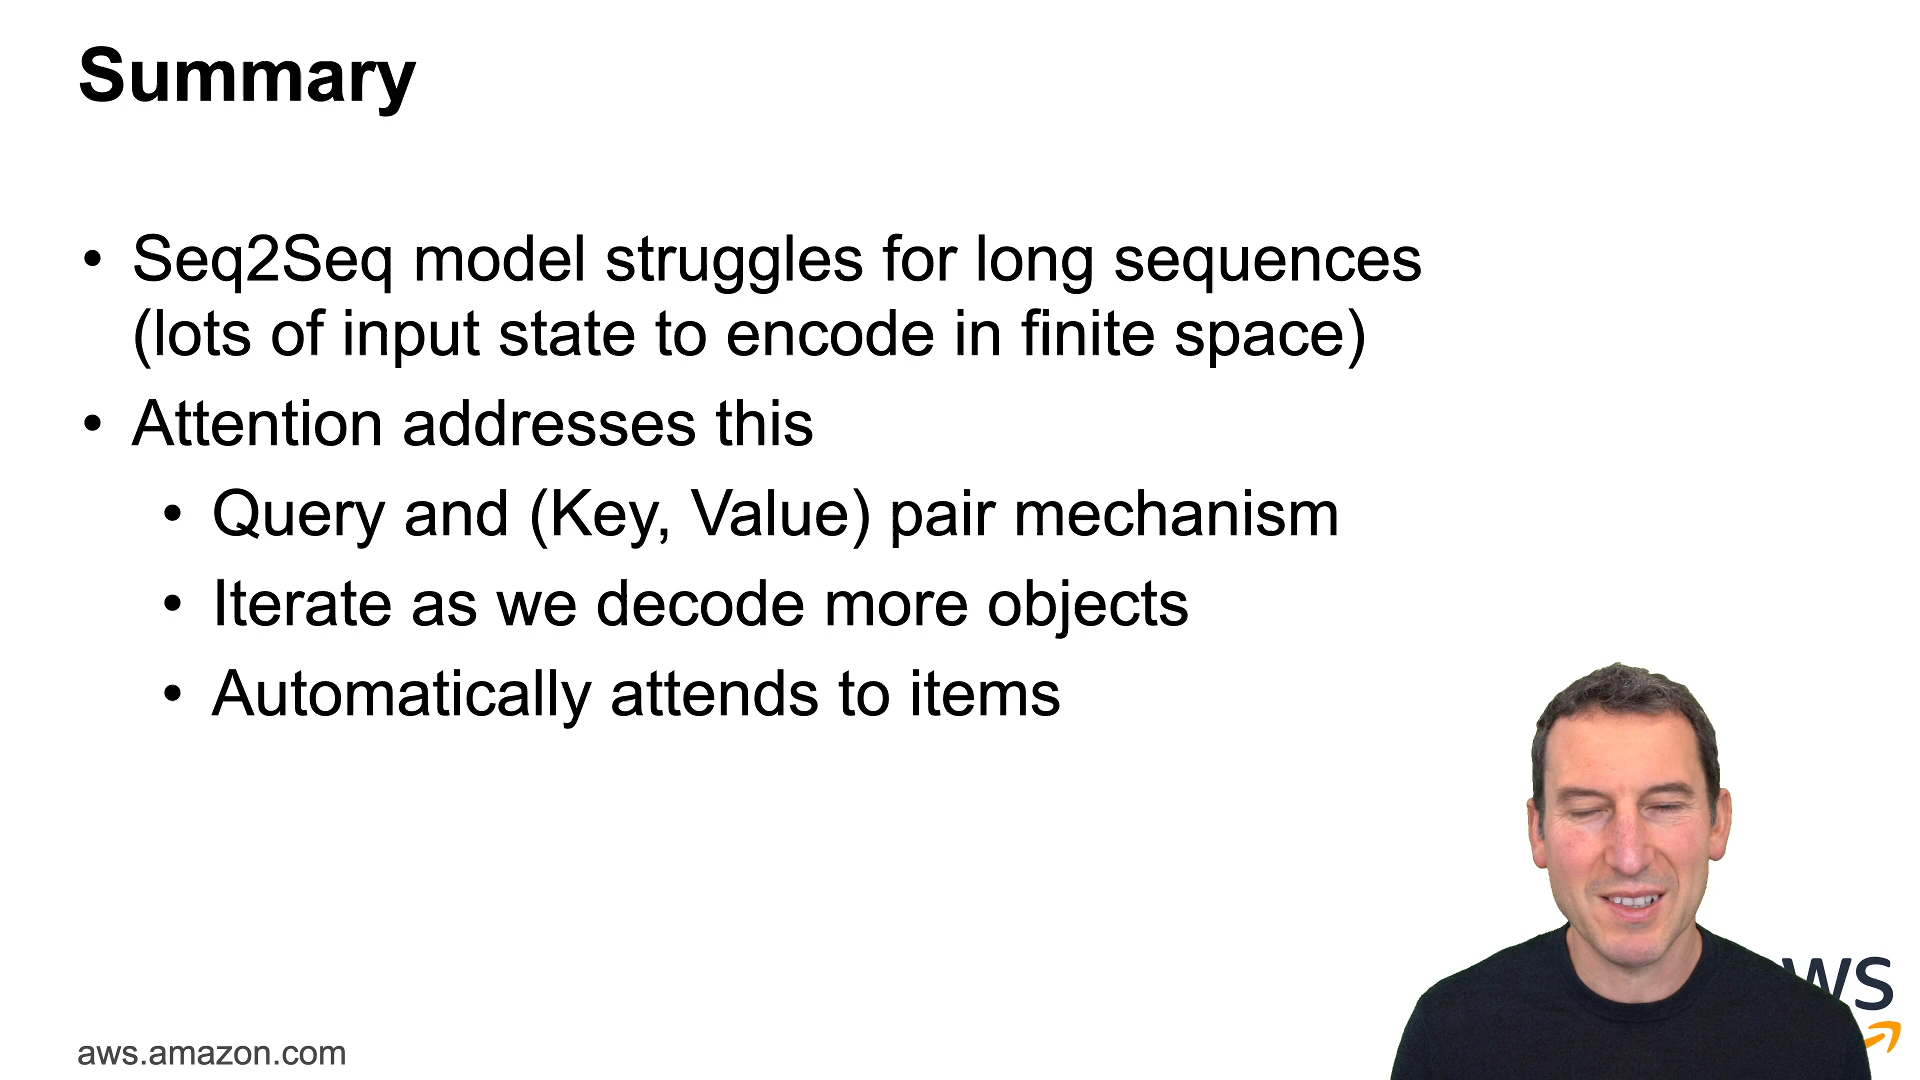 Summary
• Seq2Seq model struggles for long sequences
(lots of input state to encode in finite space)
• Attention addresses this
• Query and (Key, Value) pair mechanism
• Iterate as we decode more objects
• Automatically attends to items
aws.amazon.com
ws